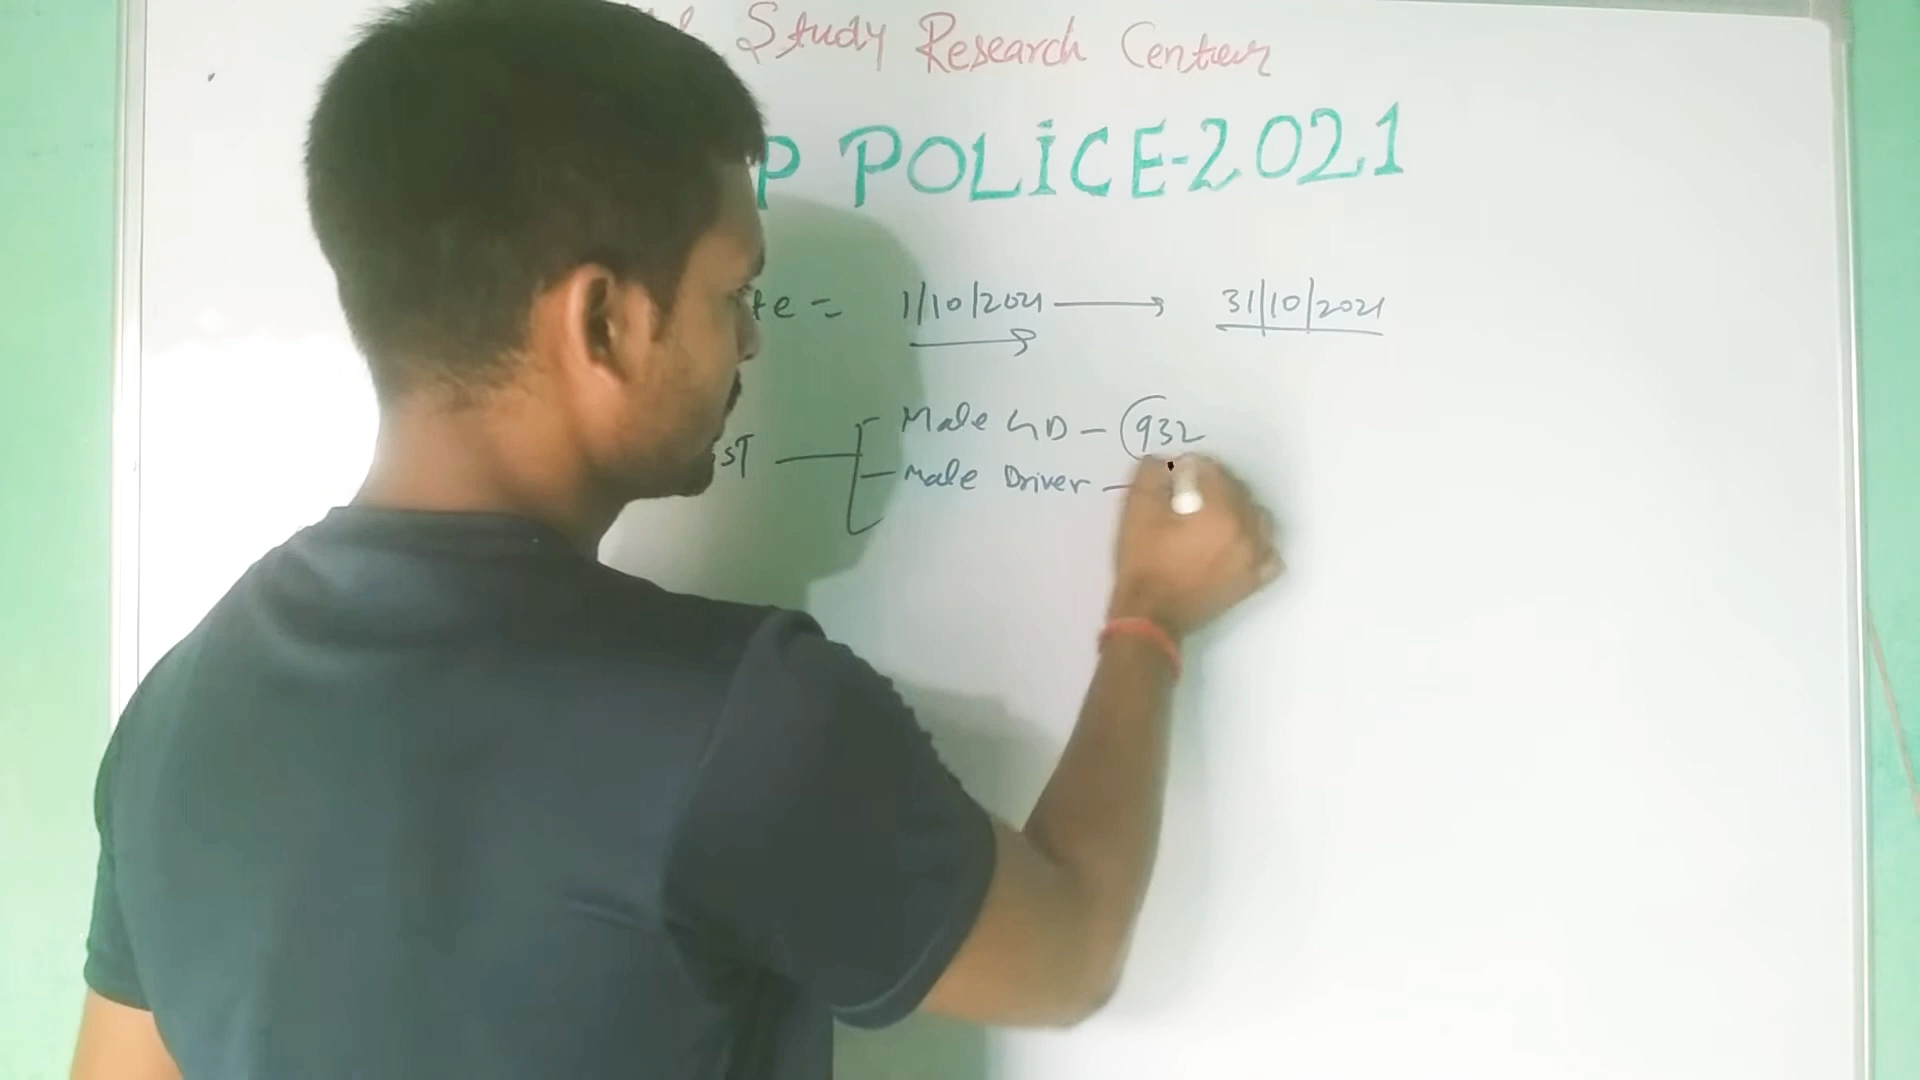 Study Research Center
P POLICE-2021
te = 1/10/2021 → 31/10/2021
Male GD - 932
sT
Male Driver -